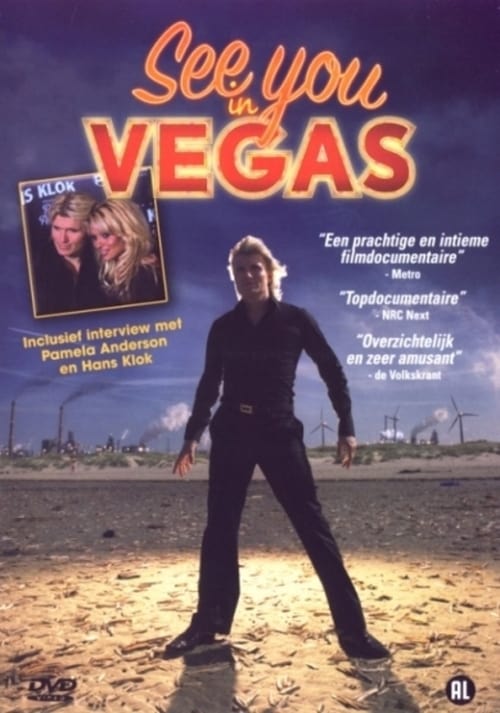 See you
in
VEGAS
S KLOK
Inclusief interview met
Pamela Anderson
en Hans Klok
"Een prachtige en intieme
filmdocumentaire"
- Metro
"Topdocumentaire"
- NRC Next
"Overzichtelijk
en zeer amusant"
- de Volkskrant
DVD
VIDEO
AL